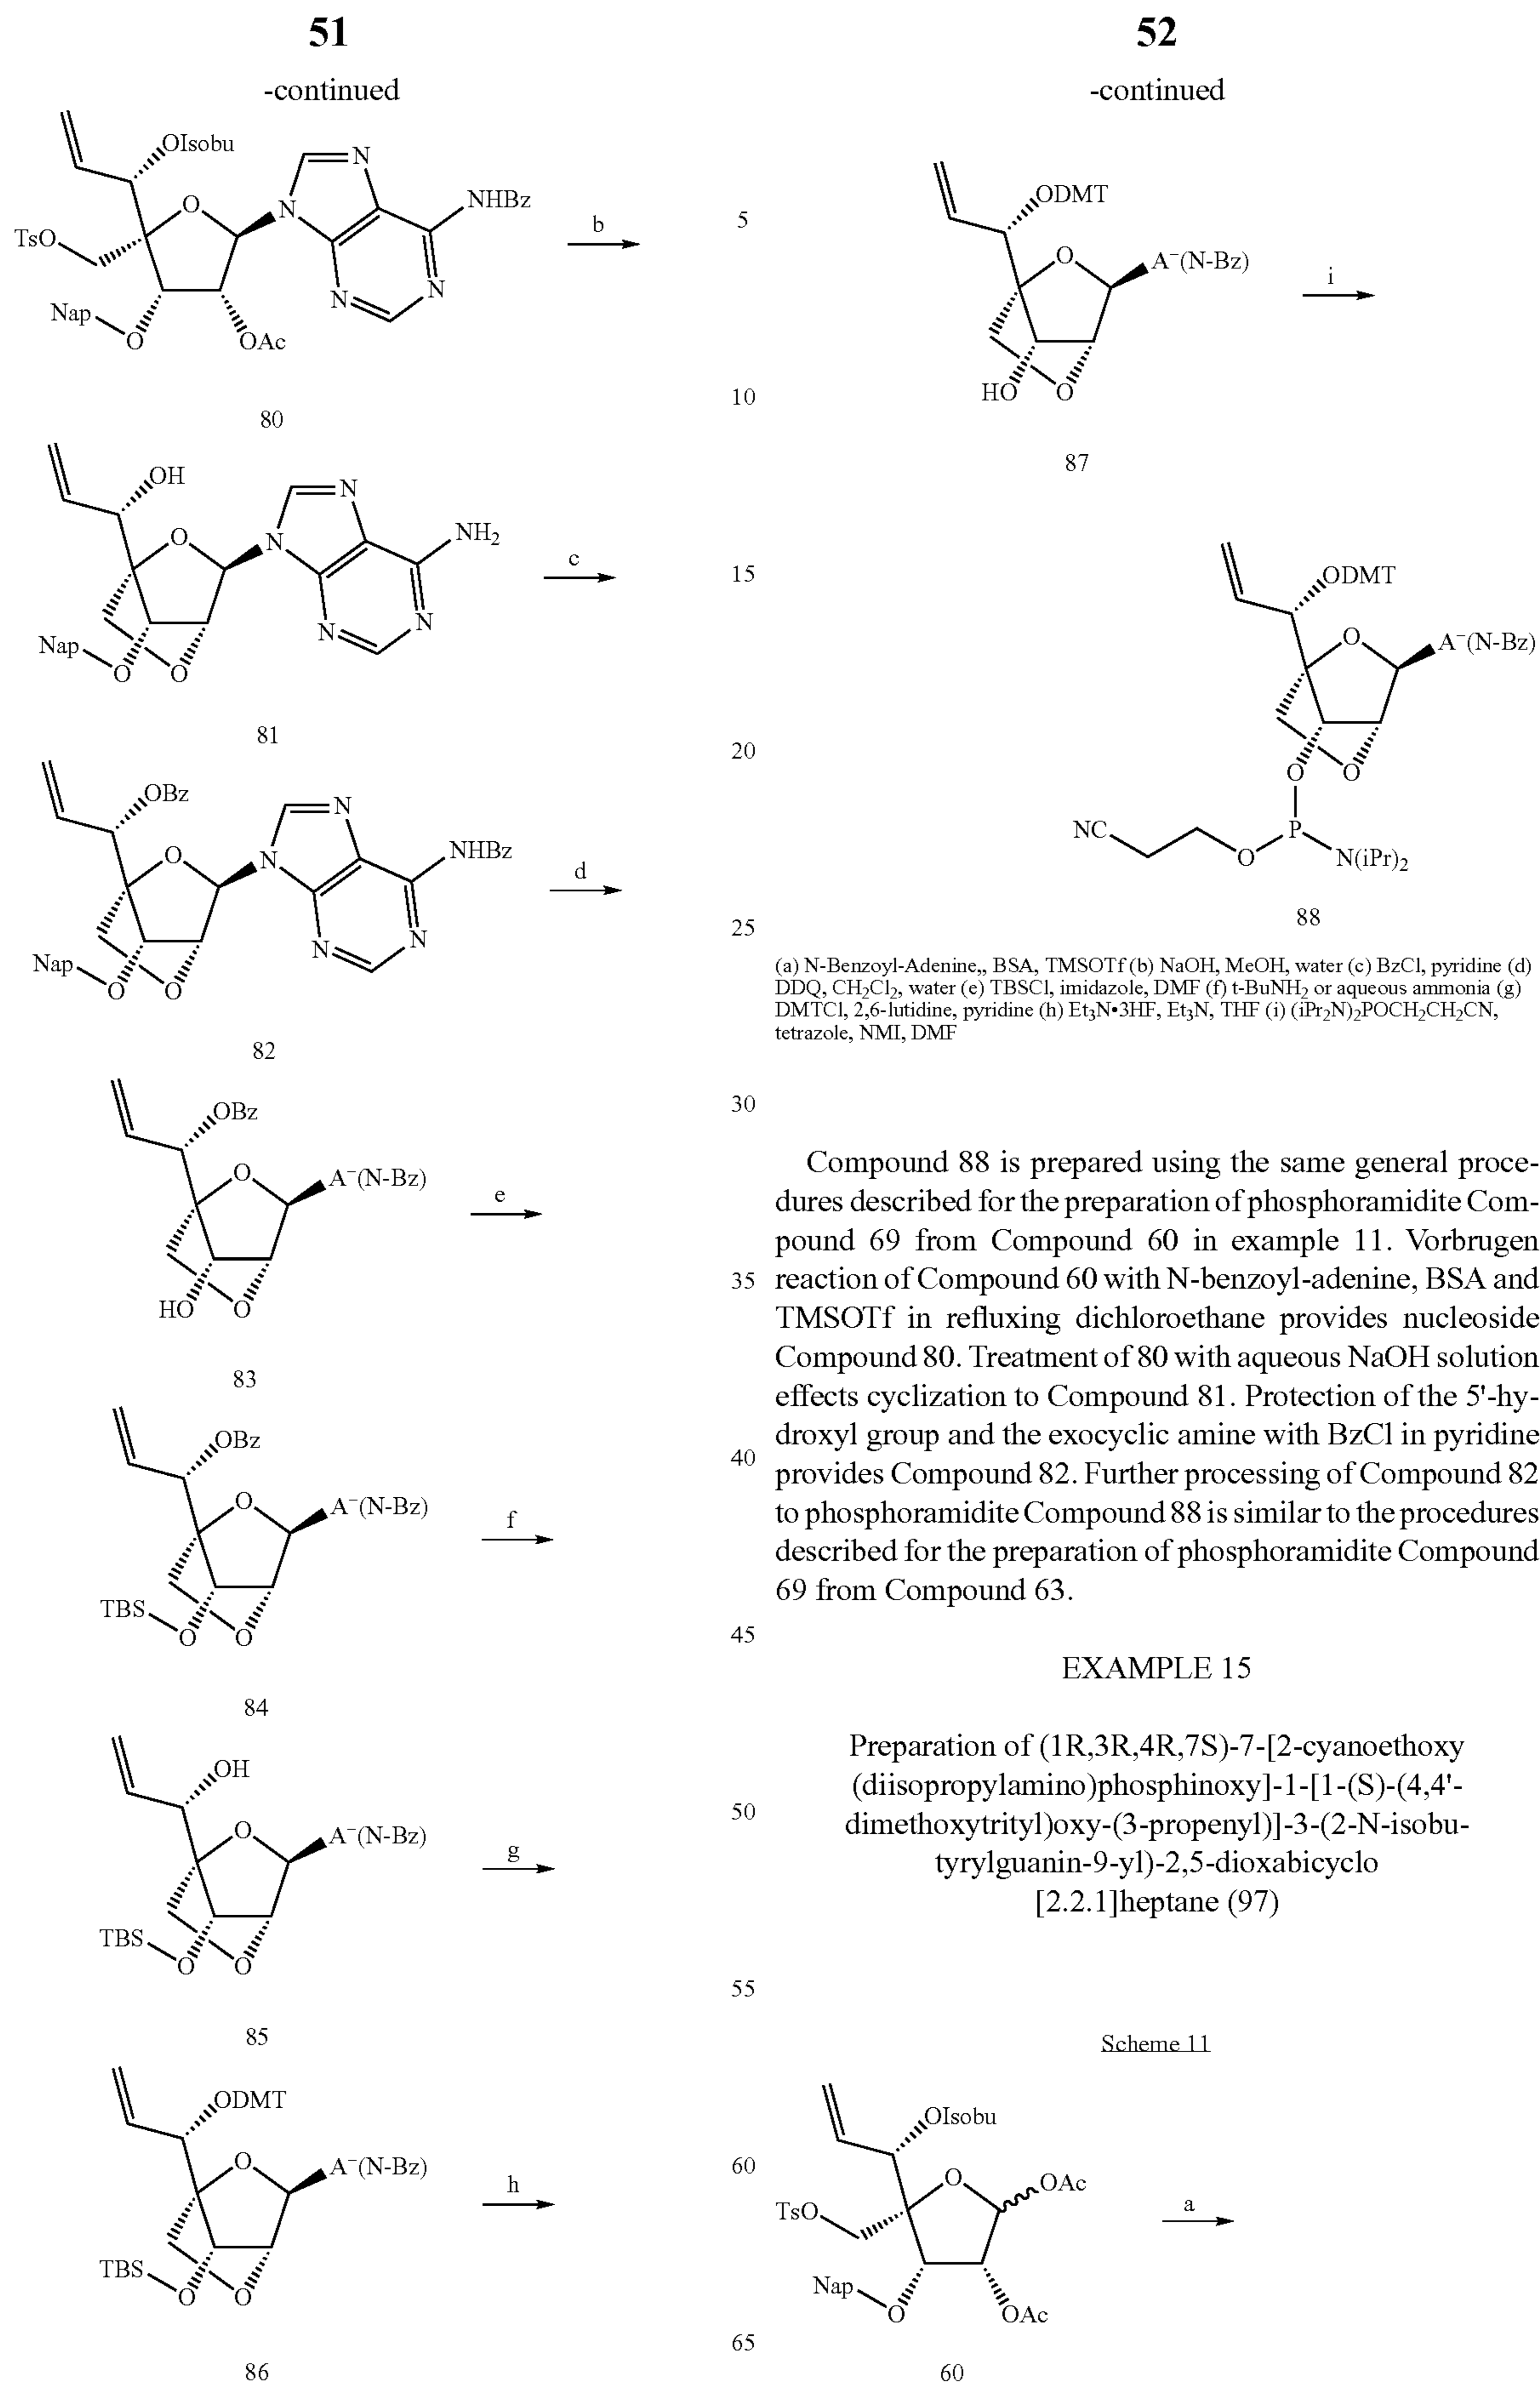 51
-continued
OIsobu
N
O
N
NHBz
TsO
N
N
Nap
O
OAc
b
80
OH
N
O
N
NH2
N
N
Nap
O
O
c
81
OBz
N
O
N
NHBz
N
N
Nap
O
O
d
82
OBz
O
A−(N-Bz)
HO
O
e
83
OBz
O
A−(N-Bz)
TBS
O
O
f
84
OH
O
A−(N-Bz)
TBS
O
O
g
85
ODMT
O
A−(N-Bz)
TBS
O
O
h
86
5
10
15
20
25
30
35
40
45
50
55
60
65
52
-continued
ODMT
O
A−(N-Bz)
HO
O
i
87
ODMT
O
A−(N-Bz)
O
O
NC
O
P
N(iPr)2
88
(a) N-Benzoyl-Adenine,, BSA, TMSOTf (b) NaOH, MeOH, water (c) BzCl, pyridine (d)
DDQ, CH2Cl2, water (e) TBSCl, imidazole, DMF (f) t-BuNH2 or aqueous ammonia (g)
DMTCl, 2,6-lutidine, pyridine (h) Et3N•3HF, Et3N, THF (i) (iPr2N)2POCH2CH2CN,
tetrazole, NMI, DMF
Compound 88 is prepared using the same general proce-
dures described for the preparation of phosphoramidite Com-
pound 69 from Compound 60 in example 11. Vorbrugen
reaction of Compound 60 with N-benzoyl-adenine, BSA and
TMSOTf in refluxing dichloroethane provides nucleoside
Compound 80. Treatment of 80 with aqueous NaOH solution
effects cyclization to Compound 81. Protection of the 5'-hy-
droxyl group and the exocyclic amine with BzCl in pyridine
provides Compound 82. Further processing of Compound 82
to phosphoramidite Compound 88 is similar to the procedures
described for the preparation of phosphoramidite Compound
69 from Compound 63.
EXAMPLE 15
Preparation of (1R,3R,4R,7S)-7-[2-cyanoethoxy
(diisopropylamino)phosphinoxy]-1-[1-(S)-(4,4'-
dimethoxytrityl)oxy-(3-propenyl)]-3-(2-N-isobu-
tyrylguanin-9-yl)-2,5-dioxabicyclo
[2.2.1]heptane (97)
Scheme 11
OIsobu
O
OAc
TsO
Nap
O
OAc
a
60